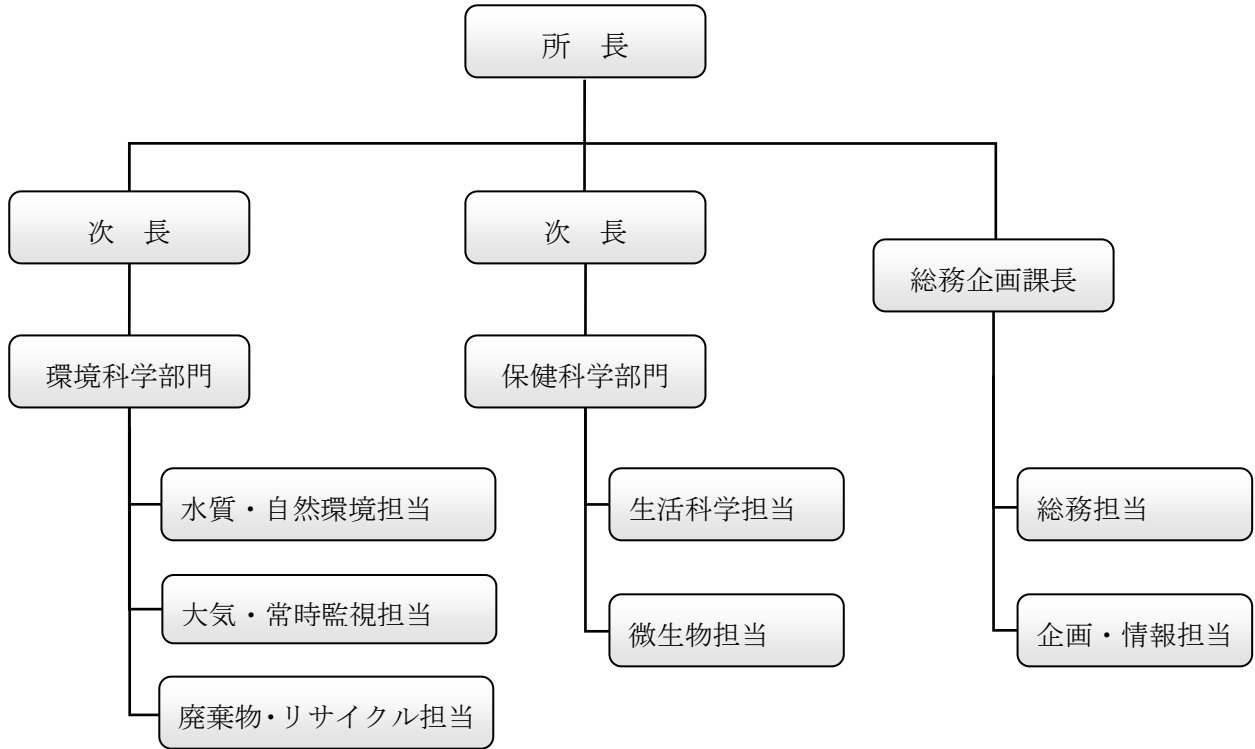 所　長
次　長
次　長
総務企画課長
環境科学部門
保健科学部門
水質・自然環境担当
生活科学担当
総務担当
大気・常時監視担当
微生物担当
企画・情報担当
廃棄物・リサイクル担当